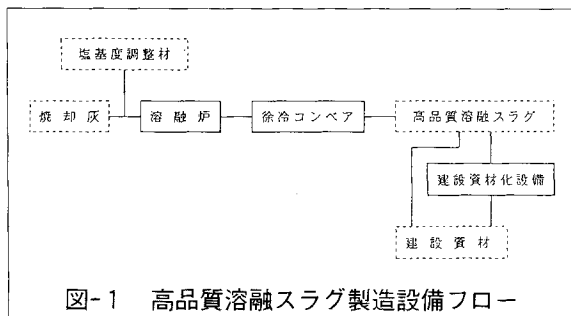 塩基度調整材
焼却灰
溶融炉
徐冷コンベア
高品質溶融スラグ
建設資材化設備
建設資材
図-1 高品質溶融スラグ製造設備フロー